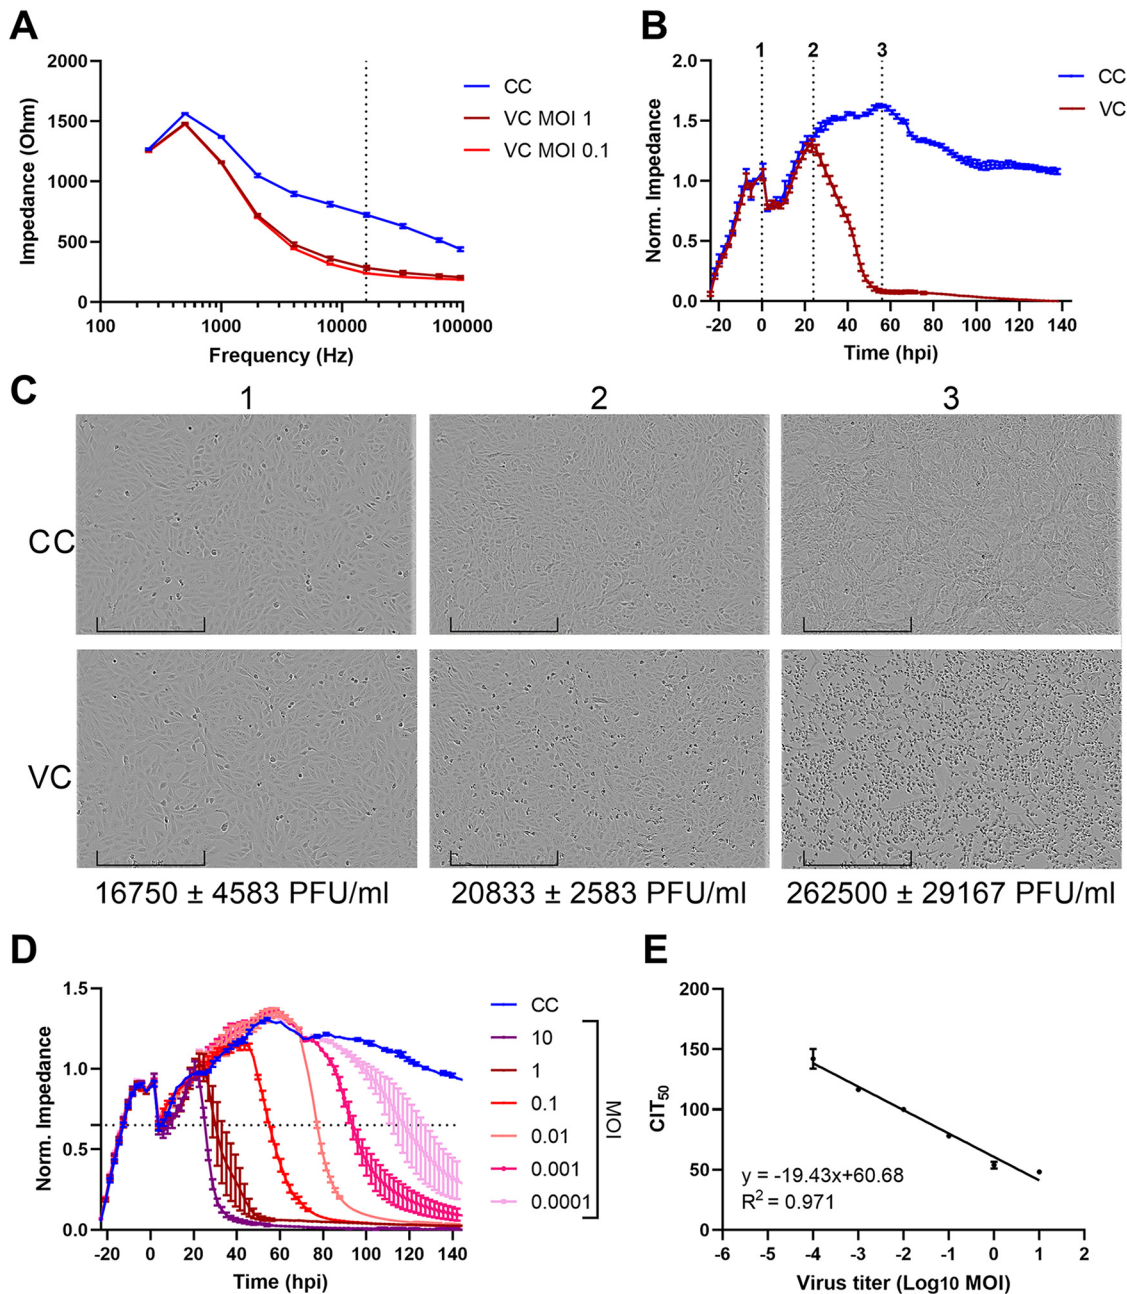 A
2000
1500
1000
500
0
Impedance (Ohm)
100
1000
10000
100000
Frequency (Hz)
CC
VC MOI 1
VC MOI 0.1
B
1
2
3
2.0
1.5
1.0
0.5
0.0
Norm. Impedance
-20
0
20
40
60
80
100
120
140
Time (hpi)
CC
VC
C
1
2
3
CC
VC
16750 ± 4583 PFU/ml
20833 ± 2583 PFU/ml
262500 ± 29167 PFU/ml
D
1.5
1.0
0.5
0.0
Norm. Impedance
-20
0
20
40
60
80
100
120
140
Time (hpi)
CC
10
1
0.1
0.01
0.001
0.0001
MOI
E
200
150
100
50
0
CIT50
y = -19.43x+60.68
R2 = 0.971
-6
-5
-4
-3
-2
-1
0
1
2
Virus titer (Log10 MOI)